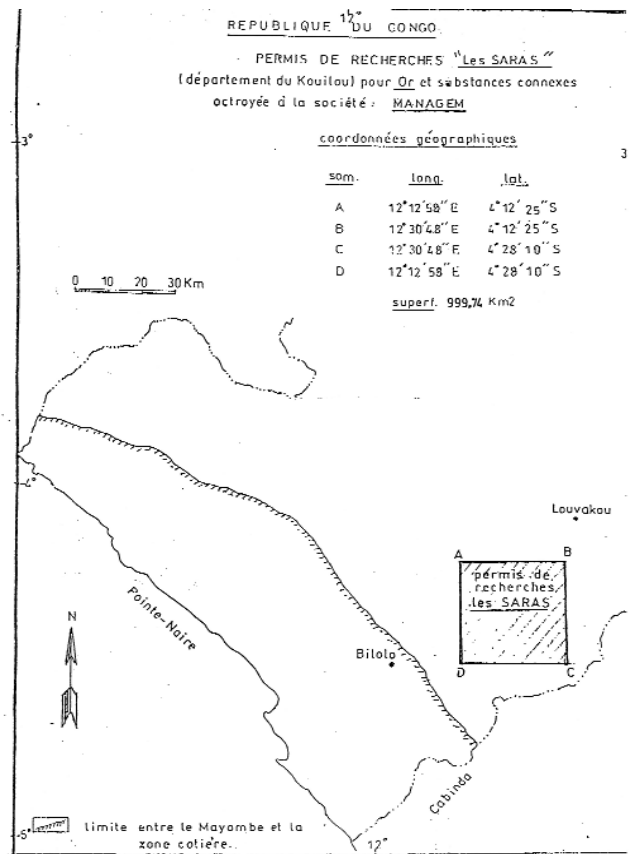 12°
REPUBLIQUE DU CONGO
PERMIS DE RECHERCHES "Les SARAS"
(département du Kouilou) pour Or et substances connexes
octroyée à la société: MANAGEM
coordonnées géographiques
3°
3
som. long. lat.
A 12°12'58"E 4°12'25"S
B 12°30'48"E 4°12'25"S
C 12°30'48"E 4°28'10"S
D 12°12'58"E 4°28'10"S
superf. 999,74 Km2
0 10 20 30 Km
4°
Louvakou
A B
permis de
recherches
les SARAS
Pointe-Noire
N
Bilolo
D C
Cabinda
5°
limite entre le Mayombe et la
zone cotière.
12°